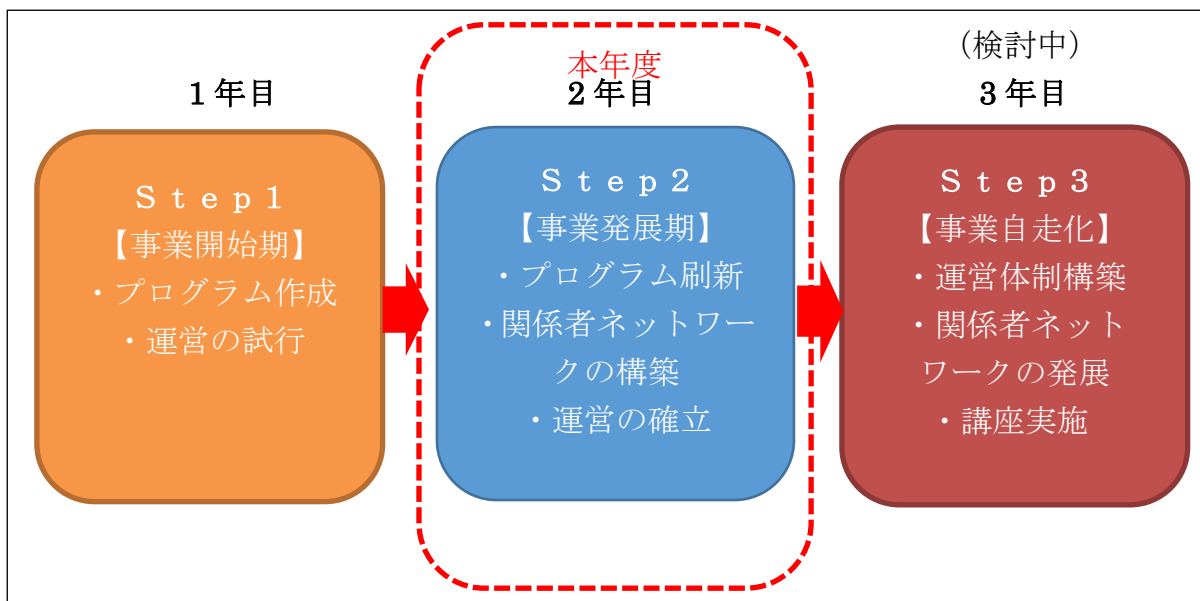 1 年目
Ｓｔｅｐ１
【事業開始期】
・プログラム作成
・運営の試行
本年度
2 年目
Ｓｔｅｐ２
【事業発展期】
・プログラム刷新
・関係者ネットワー
クの構築
・運営の確立
（検討中）
3 年目
Ｓｔｅｐ３
【事業自走化】
・運営体制構築
・関係者ネット
ワークの発展
・講座実施